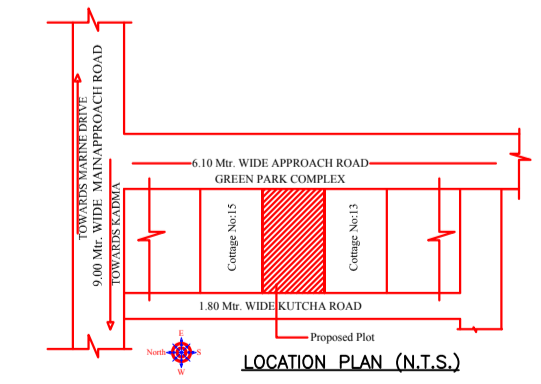 TOWARDS MARINE DRIVE
9.00 Mtr. WIDE MAINAPPROACH ROAD
TOWARDS KADMA
6.10 Mtr. WIDE APPROACH ROAD
GREEN PARK COMPLEX
Cottage No:15
Cottage No:13
1.80 Mtr. WIDE KUTCHA ROAD
Proposed Plot
E
North
S
W
LOCATION PLAN (N.T.S.)